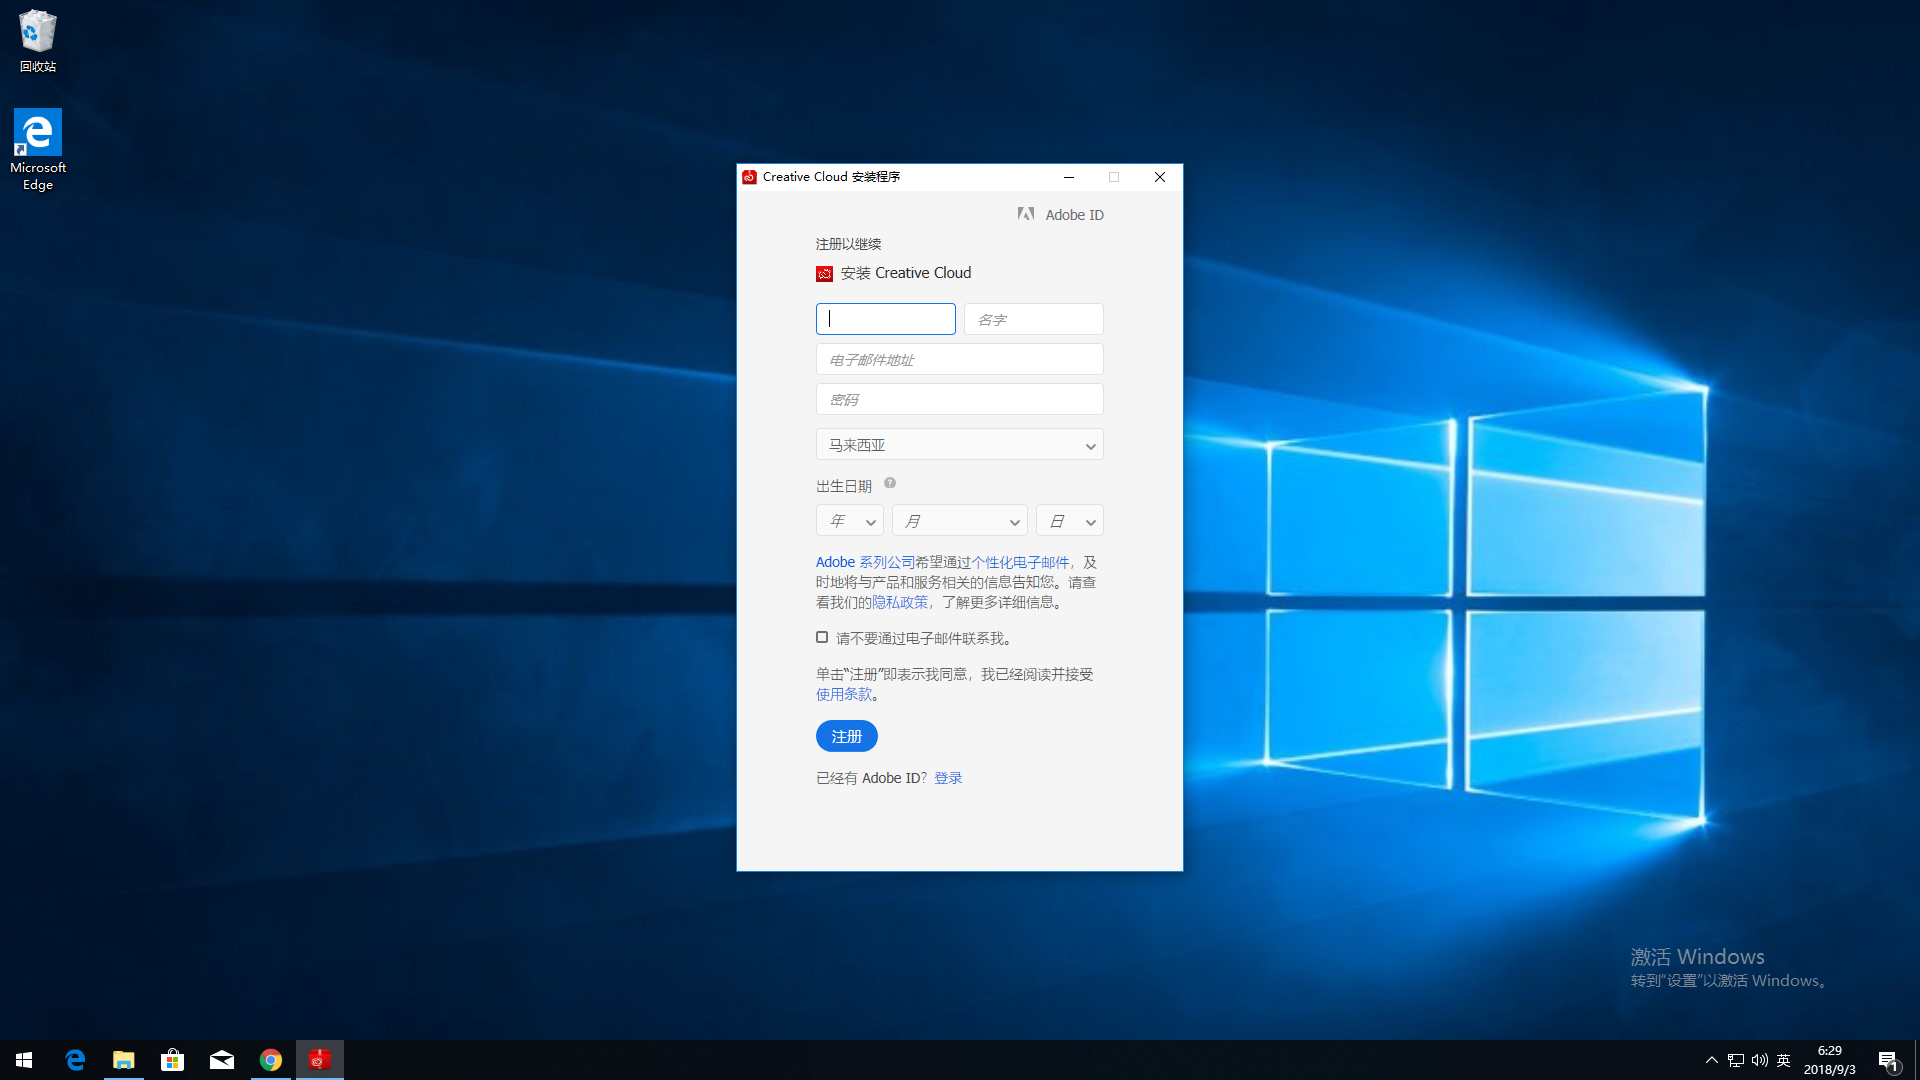 回收站
Microsoft
Edge
Creative Cloud 安装程序
Adobe ID
注册以继续
安装 Creative Cloud
名字
电子邮件地址
密码
马来西亚
出生日期 ?
年 月 日
Adobe 系列公司希望通过个性化电子邮件，及
时地将与产品和服务相关的信息告知您。请查
看我们的隐私政策，了解更多详细信息。
请不要通过电子邮件联系我。
单击“注册”即表示我同意，我已经阅读并接受
使用条款。
注册
已经有 Adobe ID？登录
激活 Windows
转到“设置”以激活 Windows。
英
6:29
2018/9/3
1